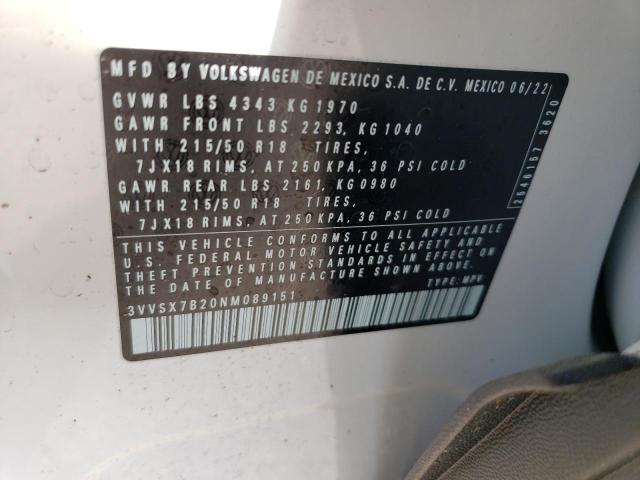 MFD BY VOLKSWAGEN DE MEXICO S.A. DE C.V. MEXICO 06/22
GVWR LBS 4343 KG 1970
GAWR FRONT LBS 2293, KG 1040
WITH 215/50 R18 TIRES,
7JX18 RIMS, AT 250 KPA, 36 PSI COLD
GAWR REAR LBS 2161, KG 0980
WITH 215/50 R18 TIRES,
7JX18 RIMS, AT 250 KPA, 36 PSI COLD
THIS VEHICLE CONFORMS TO ALL APPLICABLE
U.S. FEDERAL MOTOR VEHICLE SAFETY AND
THEFT PREVENTION STANDARDS IN EFFECT ON
THE DATE OF MANUFACTURE SHOWN ABOVE.
3VVSX7B20NM089151 TYPE: MPV
2646157 3620